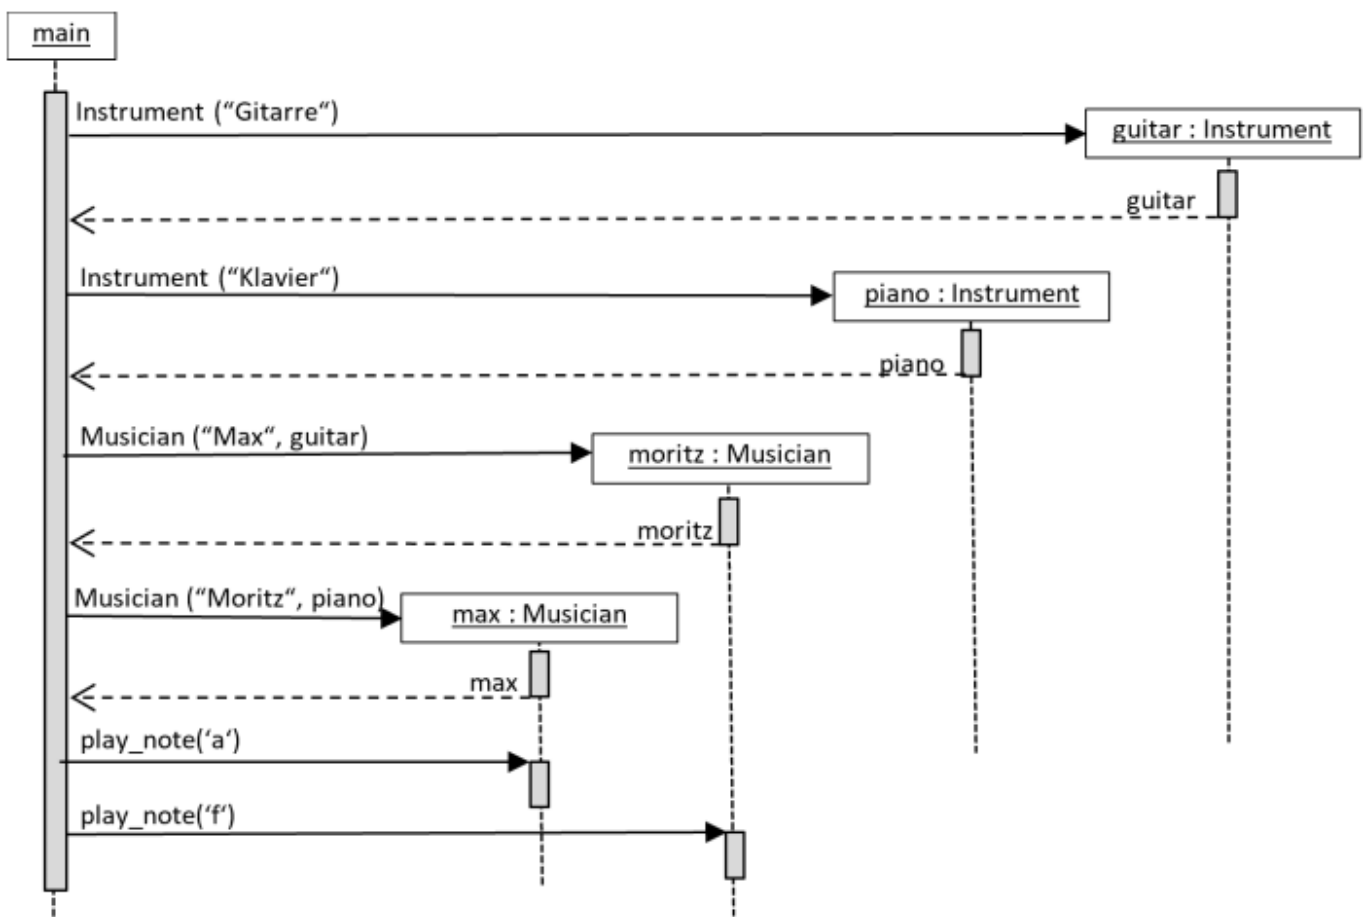 main
Instrument (“Gitarre“)
guitar : Instrument
guitar
Instrument (“Klavier“)
piano : Instrument
piano
Musician (“Max“, guitar)
moritz : Musician
moritz
Musician (“Moritz“, piano)
max : Musician
max
play_note(‘a‘)
play_note(‘f‘)